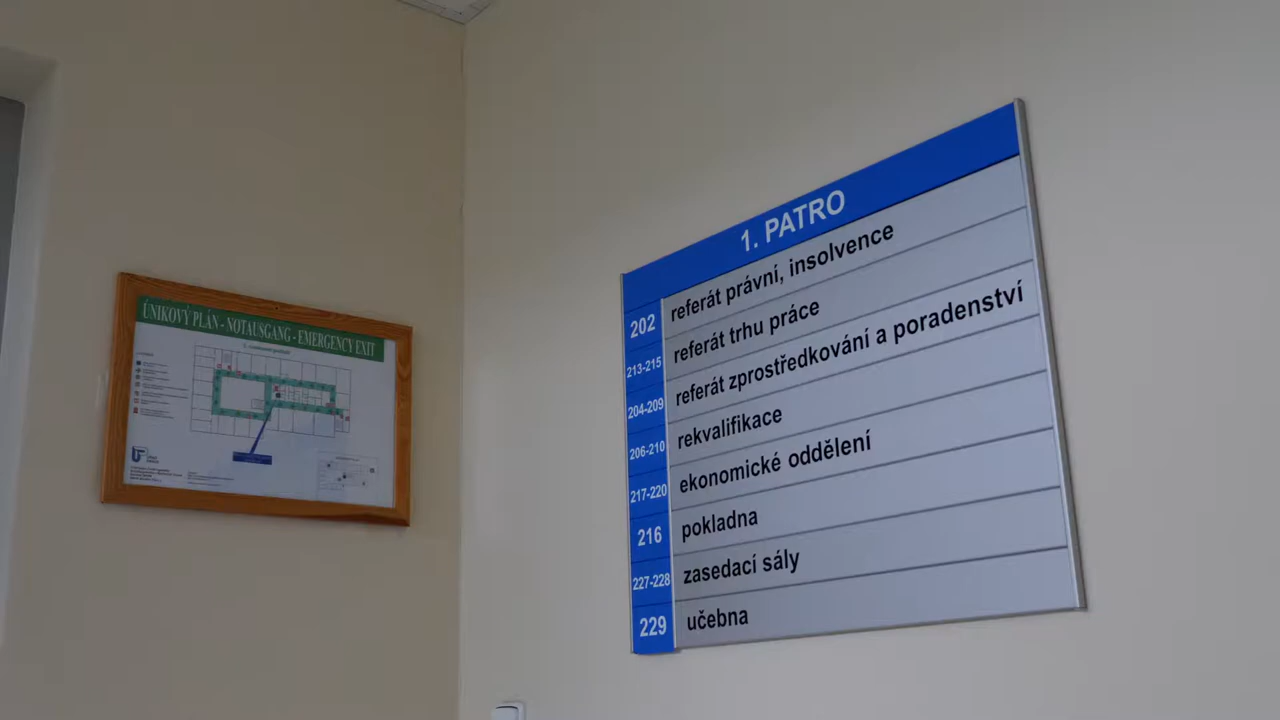 ÚNIKOVÝ PLÁN - NOTAUSGANG - EMERGENCY EXIT
1. PATRO
202 referát právní, insolvence
213-215 referát trhu práce
204-209 referát zprostředkování a poradenství
206-210 rekvalifikace
217-220 ekonomické oddělení
216 pokladna
227-228 zasedací sály
229 učebna